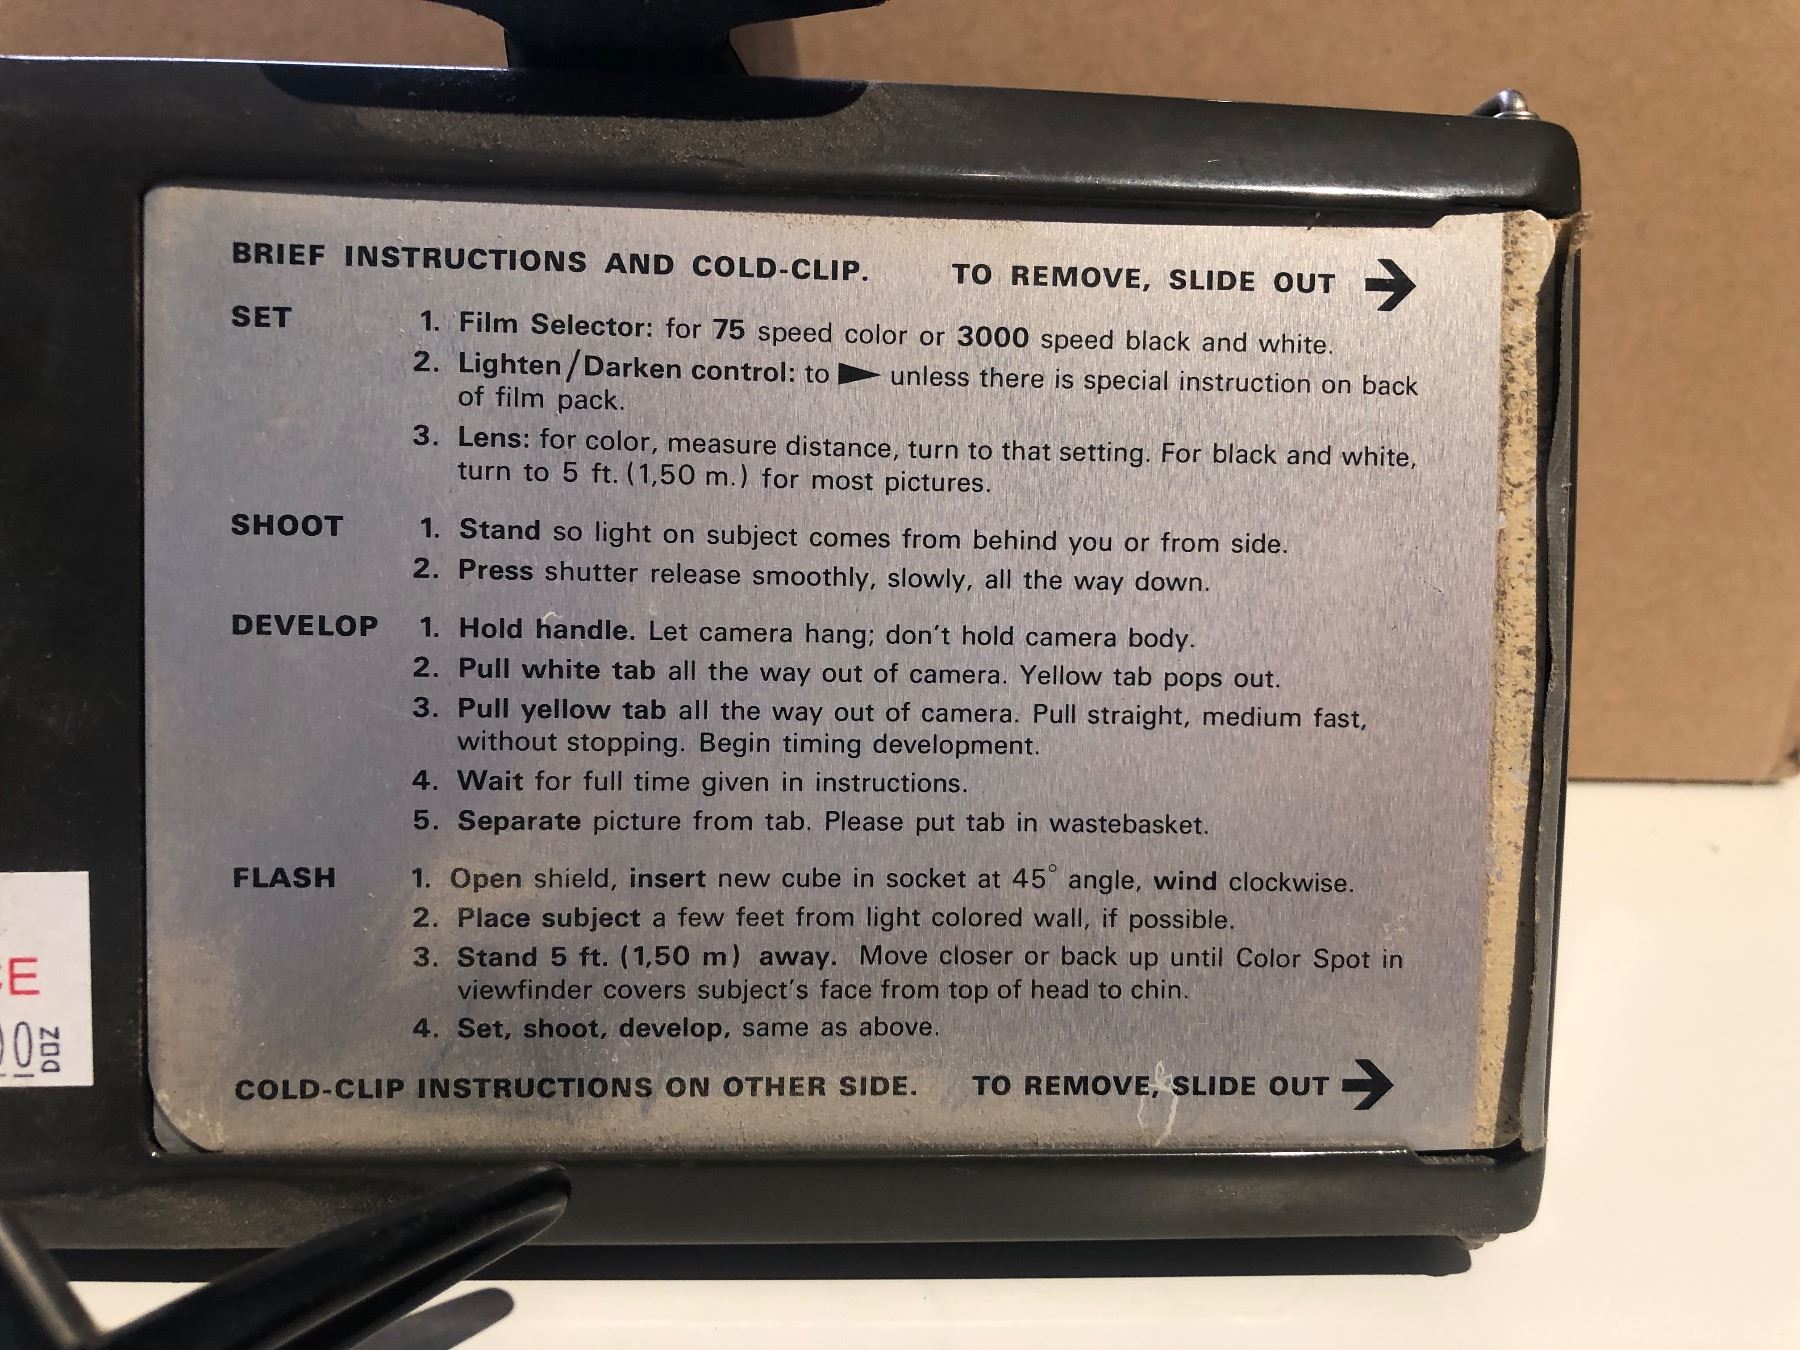 BRIEF INSTRUCTIONS AND COLD-CLIP. TO REMOVE, SLIDE OUT →
SET 1. Film Selector: for 75 speed color or 3000 speed black and white.
2. Lighten/Darken control: to ► unless there is special instruction on back
of film pack.
3. Lens: for color, measure distance, turn to that setting. For black and white,
turn to 5 ft. (1,50 m.) for most pictures.
SHOOT 1. Stand so light on subject comes from behind you or from side.
2. Press shutter release smoothly, slowly, all the way down.
DEVELOP 1. Hold handle. Let camera hang; don't hold camera body.
2. Pull white tab all the way out of camera. Yellow tab pops out.
3. Pull yellow tab all the way out of camera. Pull straight, medium fast,
without stopping. Begin timing development.
4. Wait for full time given in instructions.
5. Separate picture from tab. Please put tab in wastebasket.
FLASH 1. Open shield, insert new cube in socket at 45° angle, wind clockwise.
2. Place subject a few feet from light colored wall, if possible.
3. Stand 5 ft. (1,50 m) away. Move closer or back up until Color Spot in
viewfinder covers subject's face from top of head to chin.
4. Set, shoot, develop, same as above.
COLD-CLIP INSTRUCTIONS ON OTHER SIDE. TO REMOVE, SLIDE OUT →